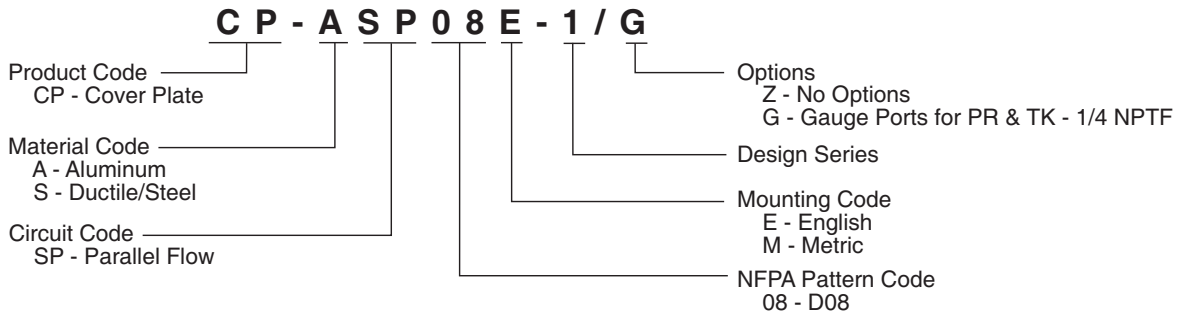 CP-ASP08E-1/G
Product Code
CP - Cover Plate
Material Code
A - Aluminum
S - Ductile/Steel
Circuit Code
SP - Parallel Flow
Options
Z - No Options
G - Gauge Ports for PR & TK - 1/4 NPTF
Design Series
Mounting Code
E - English
M - Metric
NFPA Pattern Code
08 - D08